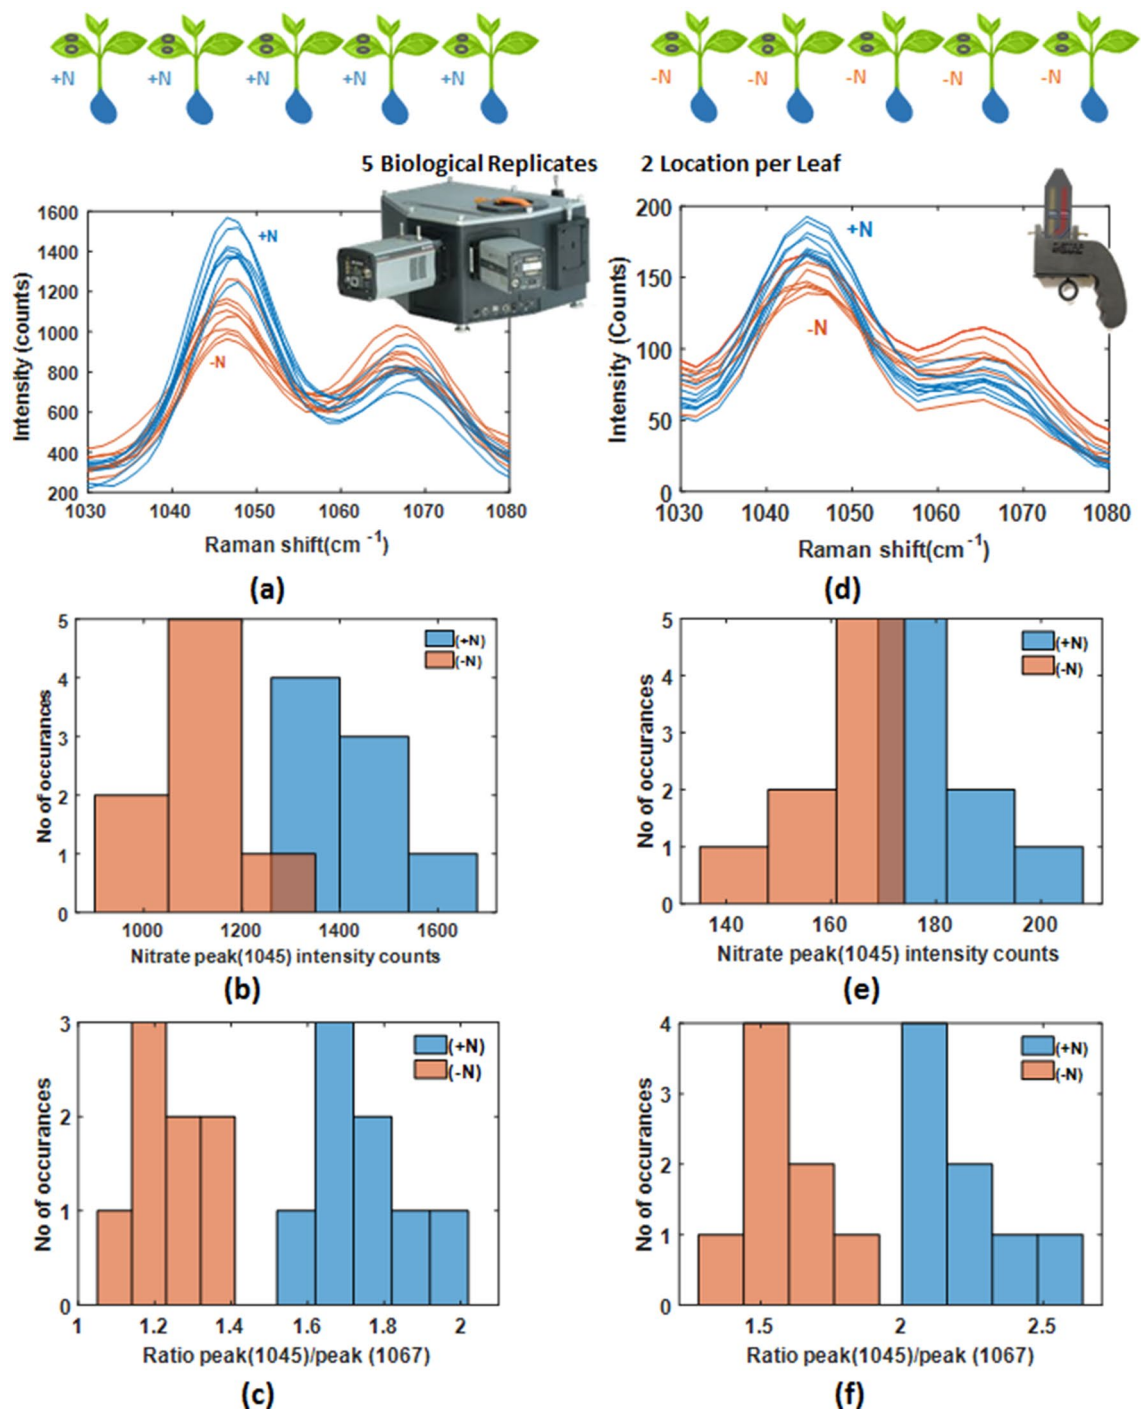 +N +N +N +N +N
-N -N -N -N -N
5 Biological Replicates 2 Location per Leaf
1600
1400
1200
1000
800
600
400
200
Intensity (counts)
+N
-N
1030 1040 1050 1060 1070 1080
Raman shift(cm -1)
(a)
200
150
100
50
0
Intensity (Counts)
+N
-N
1030 1040 1050 1060 1070 1080
Raman shift(cm -1)
(d)
5
4
3
2
1
0
No of occurances
(+N)
(-N)
1000 1200 1400 1600
Nitrate peak(1045) intensity counts
(b)
5
4
3
2
1
0
No of occurances
(+N)
(-N)
140 160 180 200
Nitrate peak(1045) intensity counts
(e)
3
2
1
0
No of occurances
(+N)
(-N)
1 1.2 1.4 1.6 1.8 2
Ratio peak(1045)/peak (1067)
(c)
4
3
2
1
0
No of occurances
(+N)
(-N)
1.5 2 2.5
Ratio peak(1045)/peak (1067)
(f)